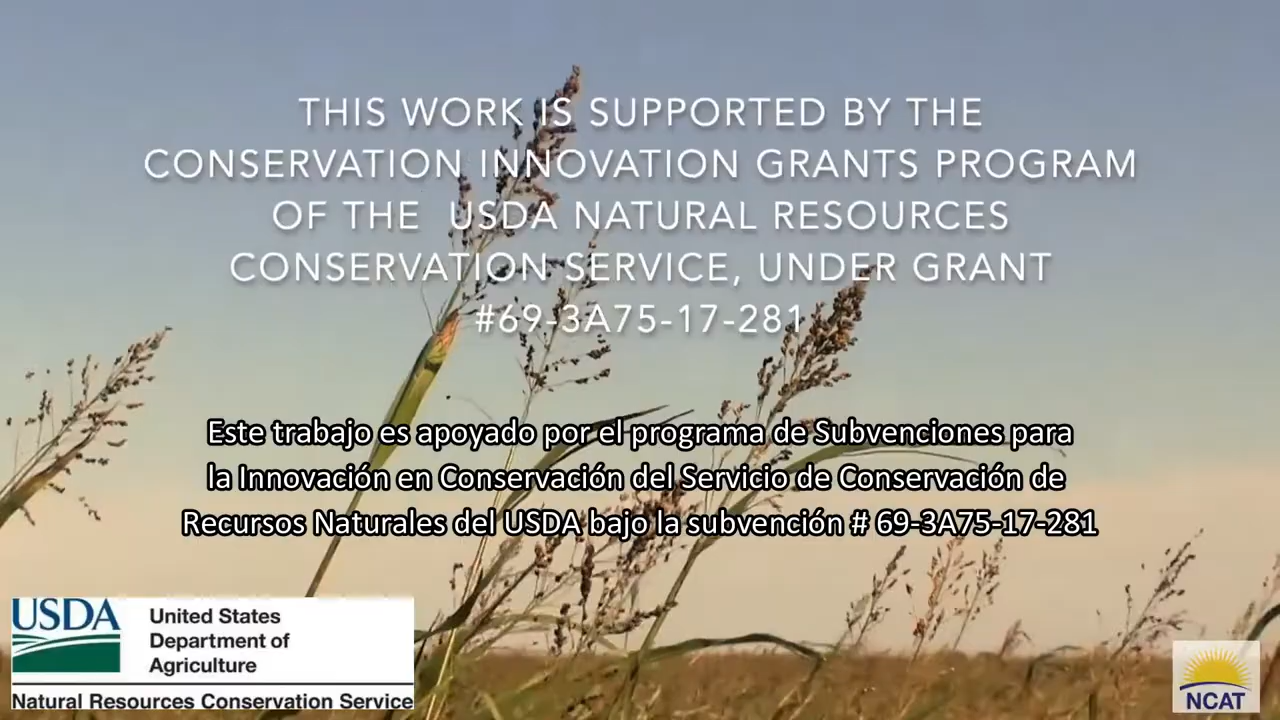 THIS WORK IS SUPPORTED BY THE
CONSERVATION INNOVATION GRANTS PROGRAM
OF THE USDA NATURAL RESOURCES
CONSERVATION SERVICE, UNDER GRANT
#69-3A75-17-281
Este trabajo es apoyado por el programa de Subvenciones para
la Innovación en Conservación del Servicio de Conservación de
Recursos Naturales del USDA bajo la subvención # 69-3A75-17-281
USDA
United States
Department of
Agriculture
Natural Resources Conservation Service
NCAT